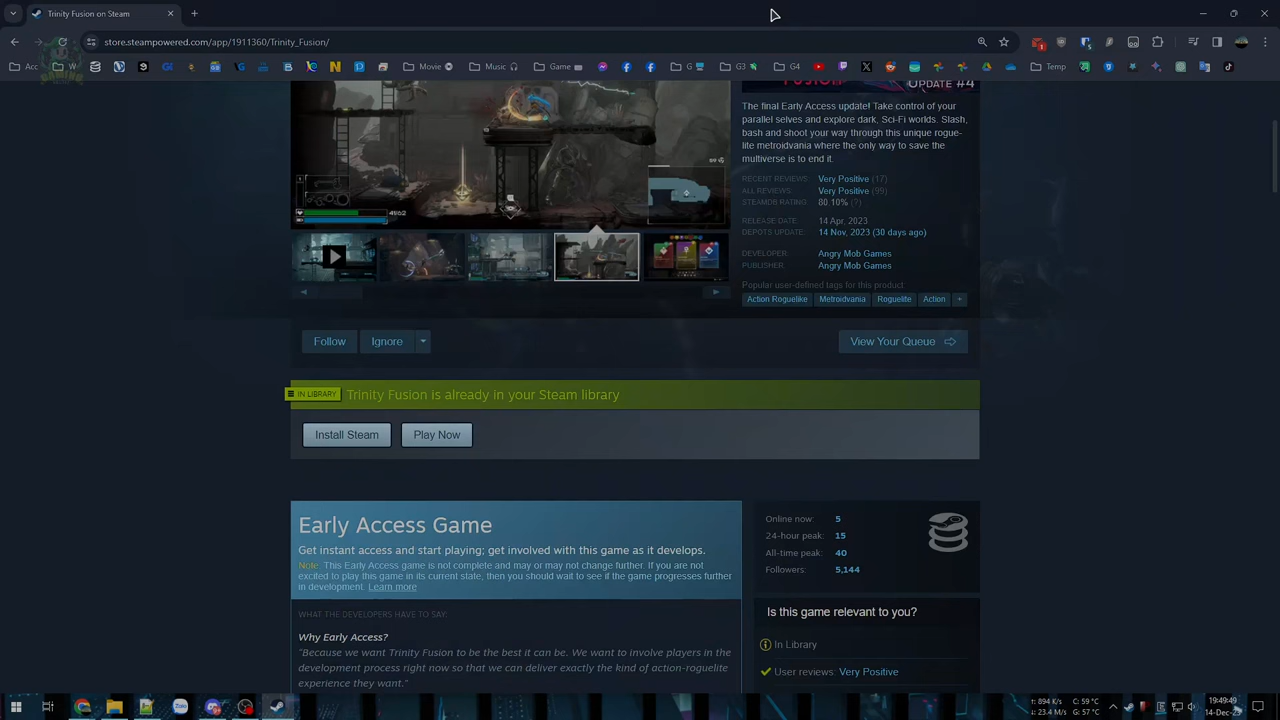 Trinity Fusion on Steam
store.steampowered.com/app/1911360/Trinity_Fusion/
Acc
W
Movie
Music
Game
G
G3
G4
Temp
GAMING
FUSION UPDATE #4
The final Early Access update! Take control of your
parallel selves and explore dark, Sci-Fi worlds. Slash,
bash and shoot your way through this unique rogue-
lite metroidvania where the only way to save the
multiverse is to end it.
RECENT REVIEWS: Very Positive (17)
ALL REVIEWS: Very Positive (99)
STEAMDB RATING: 80.10% (?)
RELEASE DATE: 14 Apr, 2023
DEPOTS UPDATE: 14 Nov, 2023 (30 days ago)
DEVELOPER: Angry Mob Games
PUBLISHER: Angry Mob Games
Popular user-defined tags for this product:
Action Roguelike Metroidvania Roguelite Action +
Follow Ignore View Your Queue
IN LIBRARY Trinity Fusion is already in your Steam library
Install Steam Play Now
Early Access Game
Get instant access and start playing; get involved with this game as it develops.
Note: This Early Access game is not complete and may or may not change further. If you are not
excited to play this game in its current state, then you should wait to see if the game progresses further
in development. Learn more
WHAT THE DEVELOPERS HAVE TO SAY:
Why Early Access?
"Because we want Trinity Fusion to be the best it can be. We want to involve players in the
development process right now so that we can deliver exactly the kind of action-roguelite
experience they want."
Online now: 5
24-hour peak: 15
All-time peak: 40
Followers: 5,144
Is this game relevant to you?
In Library
User reviews: Very Positive
Zalo
↑: 894 K/s C: 59 °C
↓: 23.4 M/s G: 57 °C
19:49:49
14-Dec-23